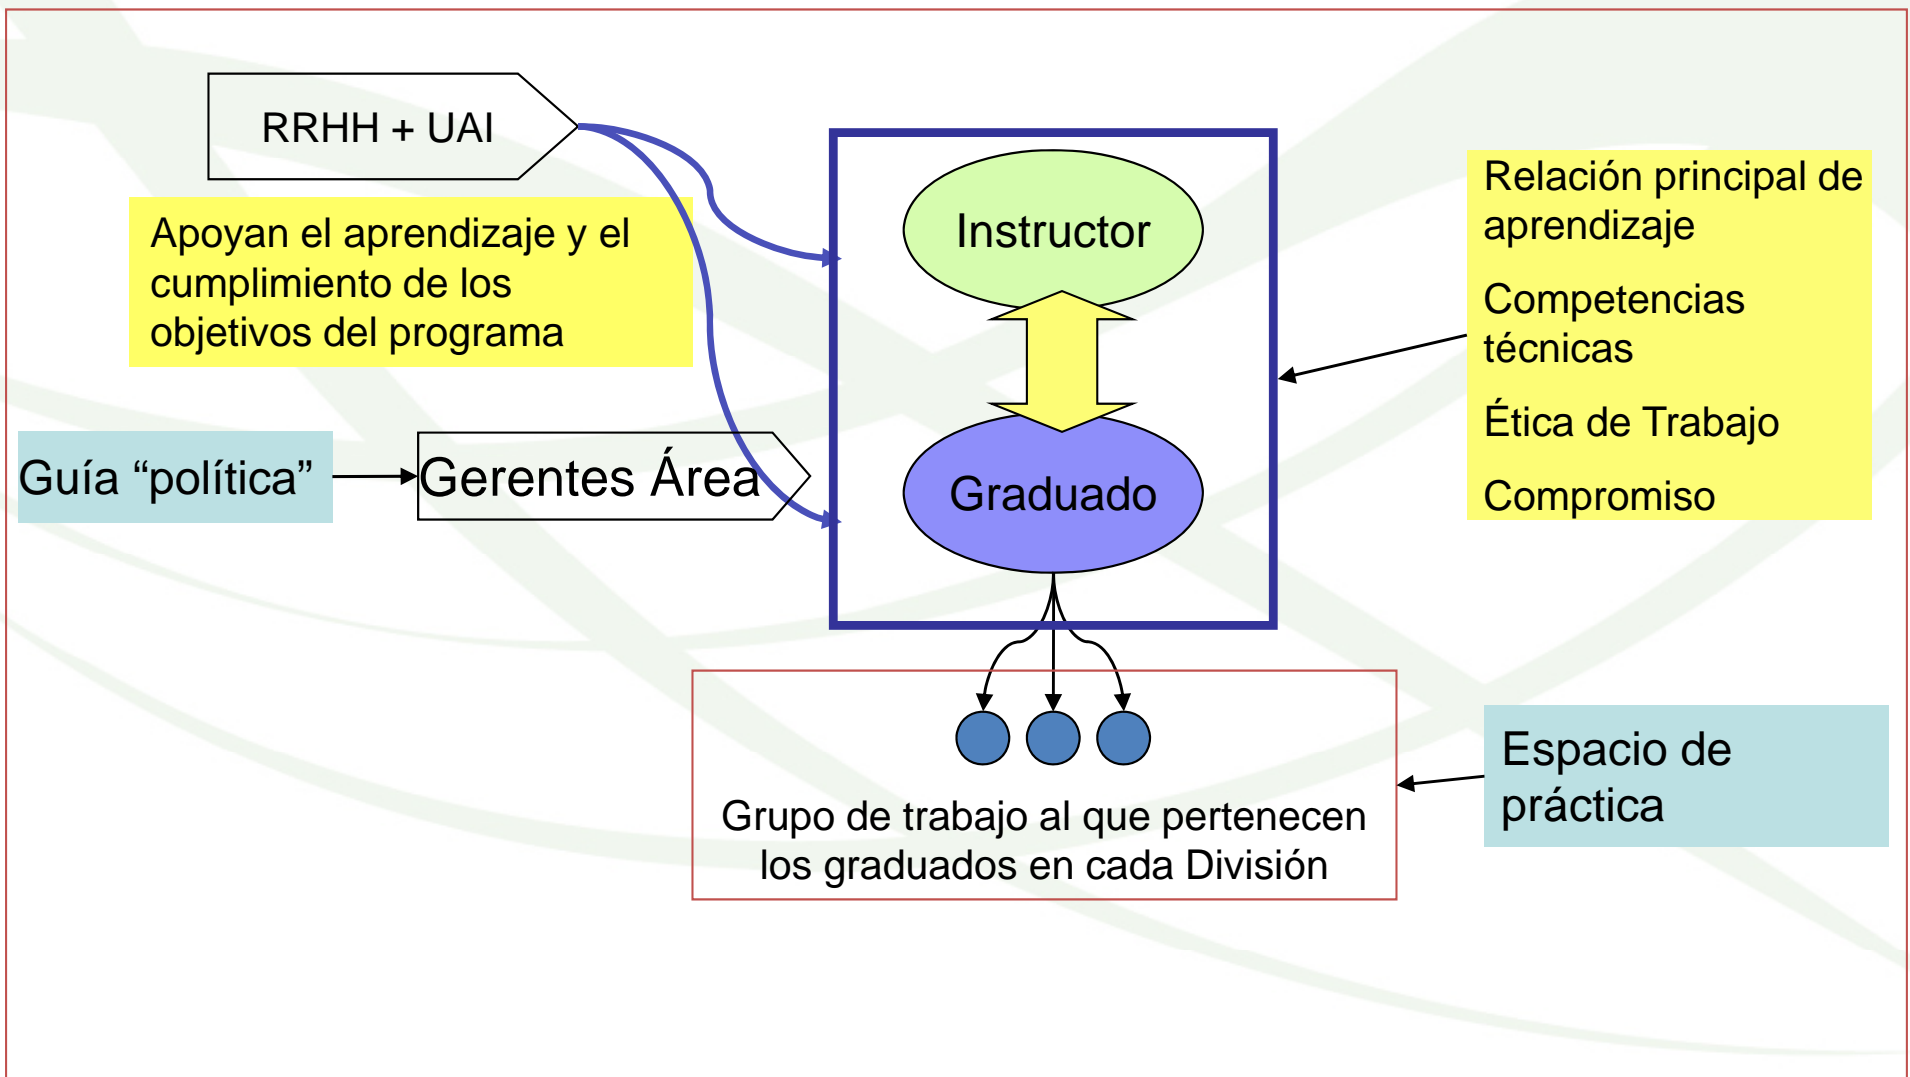 RRHH + UAI
Apoyan el aprendizaje y el
cumplimiento de los
objetivos del programa
Guía “política”
Gerentes Área
Instructor
Graduado
Relación principal de
aprendizaje
Competencias
técnicas
Ética de Trabajo
Compromiso
Grupo de trabajo al que pertenecen
los graduados en cada División
Espacio de
práctica